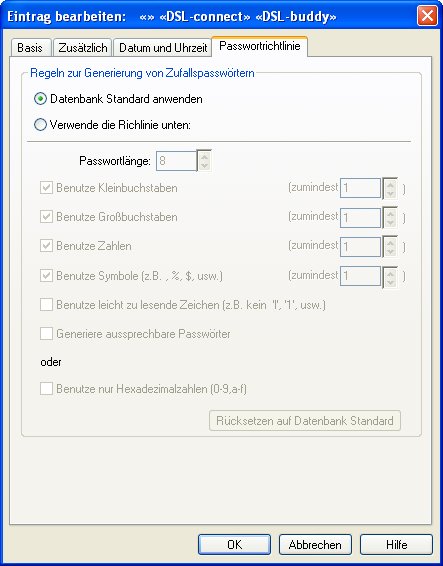 Eintrag bearbeiten: «» «DSL-connect» «DSL-buddy»
Basis Zusätzlich Datum und Uhrzeit Passwortrichtlinie
Regeln zur Generierung von Zufallspasswörtern
Datenbank Standard anwenden
Verwende die Richlinie unten:
Passwortlänge: 8
Benutze Kleinbuchstaben (zumindest 1 )
Benutze Großbuchstaben (zumindest 1 )
Benutze Zahlen (zumindest 1 )
Benutze Symbole (z.B. ., %, $, usw.) (zumindest 1 )
Benutze leicht zu lesende Zeichen (z.B. kein 'l', '1', usw.)
Generiere aussprechbare Passwörter
oder
Benutze nur Hexadezimalzahlen (0-9,a-f)
Rücksetzen auf Datenbank Standard
OK Abbrechen Hilfe